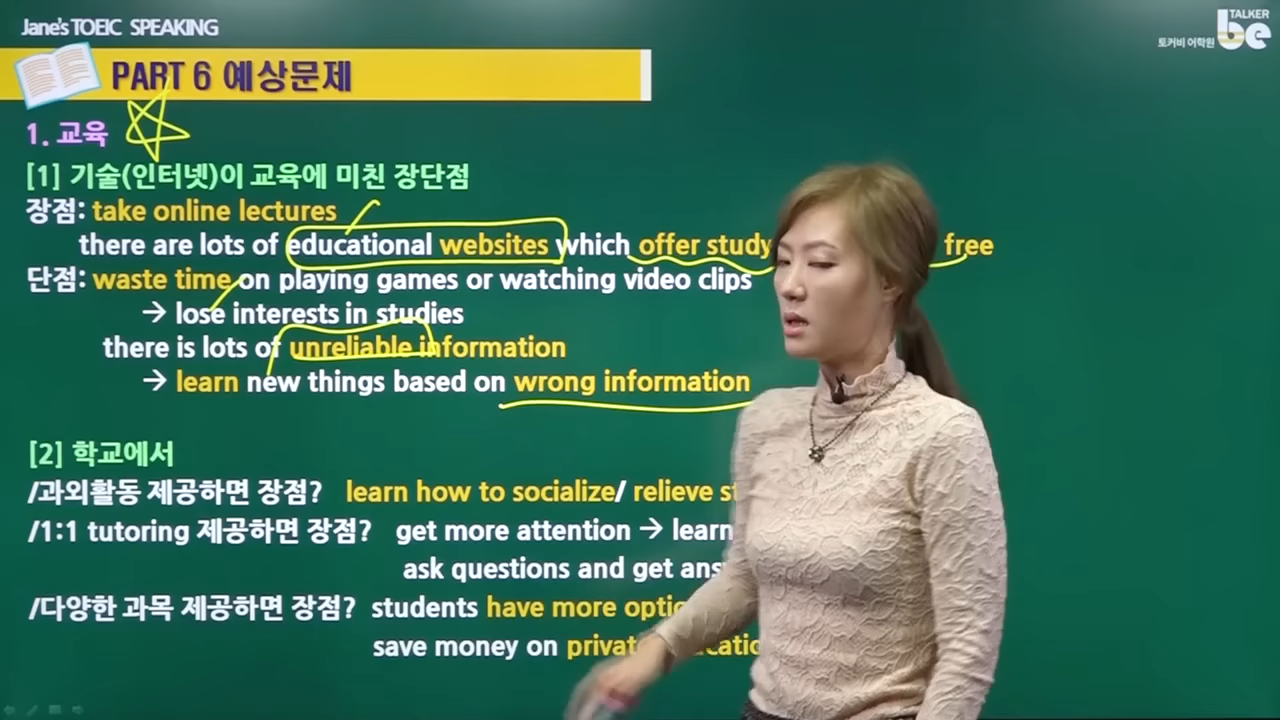 Jane's TOEIC SPEAKING
TALKER
be
토커비 어학원
PART 6 예상문제
1. 교육
[1] 기술(인터넷)이 교육에 미친 장단점
장점: take online lectures
there are lots of educational websites which offer study free
단점: waste time on playing games or watching video clips
→ lose interests in studies
there is lots of unreliable information
→ learn new things based on wrong information
[2] 학교에서
/과외활동 제공하면 장점? learn how to socialize/ relieve
/1:1 tutoring 제공하면 장점? get more attention → learn
ask questions and get
/다양한 과목 제공하면 장점? students have more
save money on